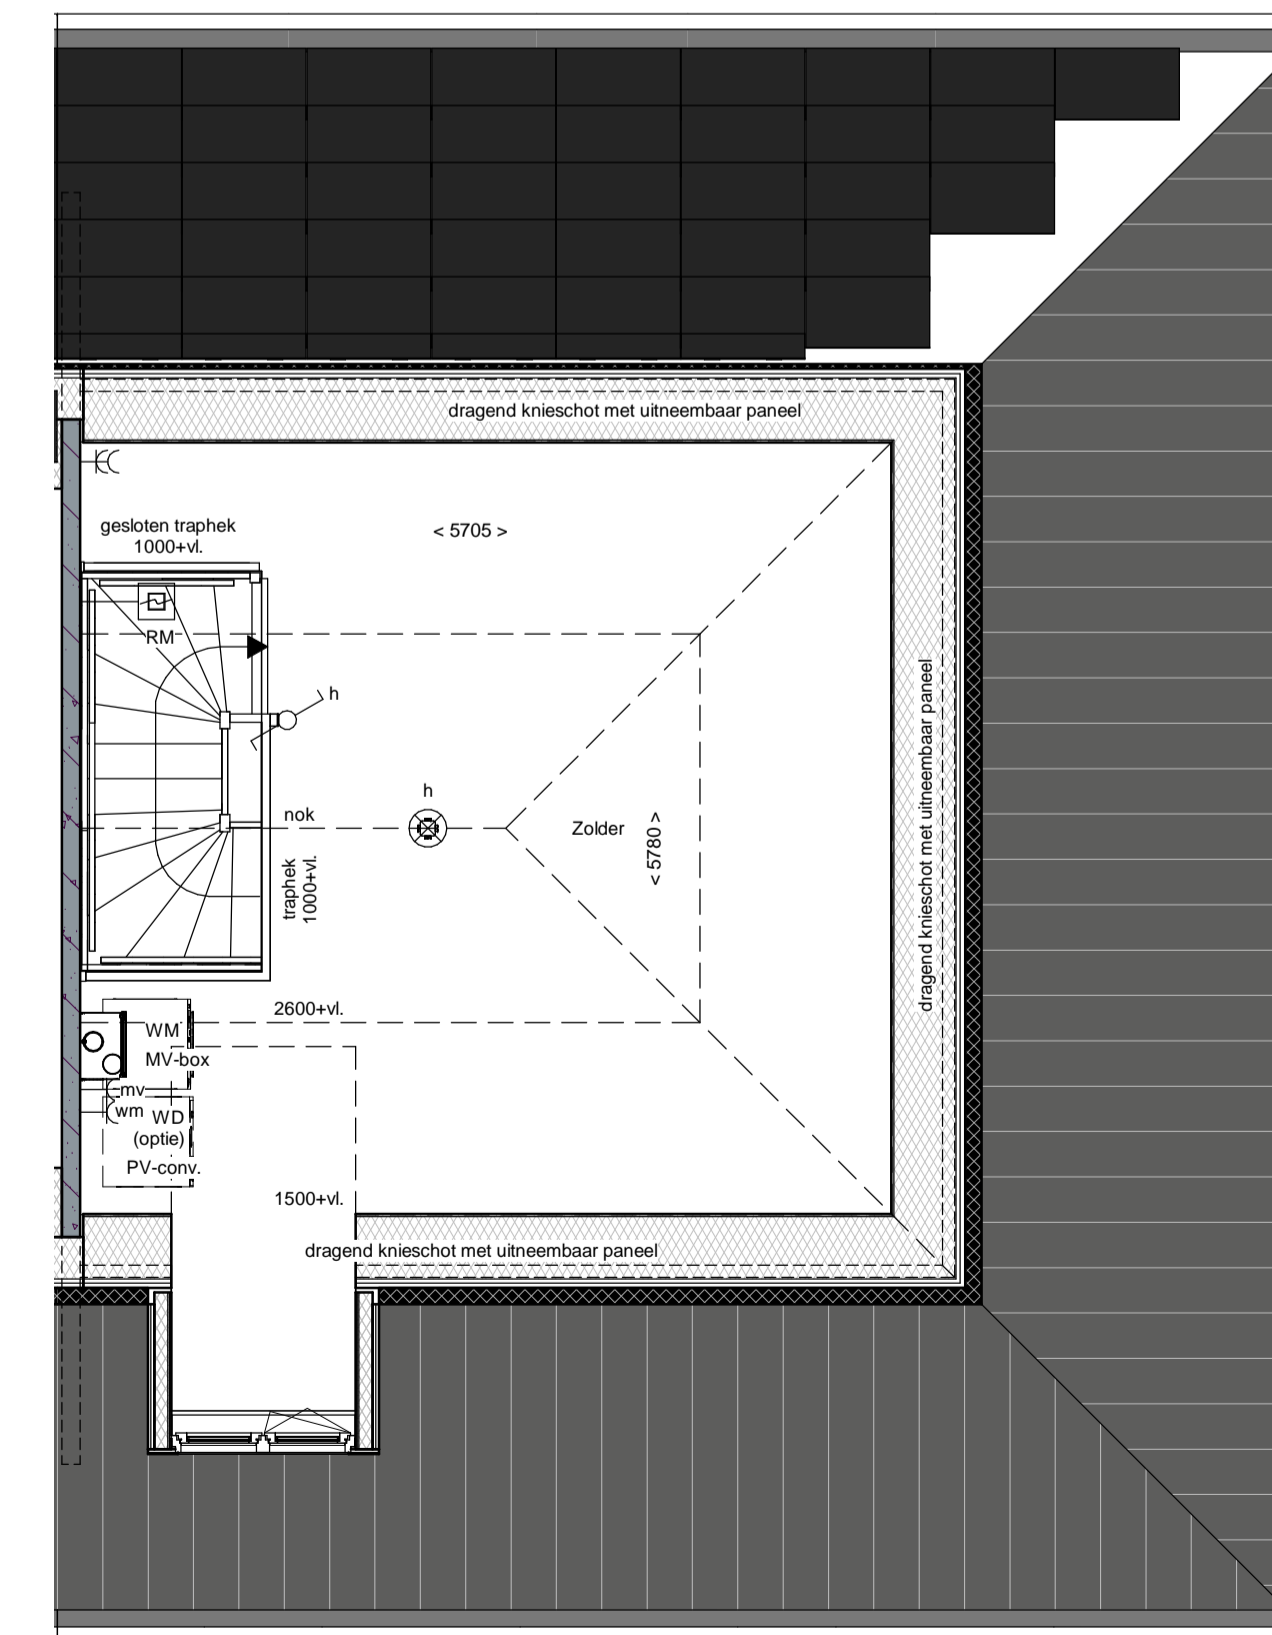 dragend knieschot met uitneembaar paneel
gesloten traphek
1000+vl.
< 5705 >
RM
h
dragend knieschot met uitneembaar paneel
h
nok
Zolder
< 5780 >
traphek
1000+vl.
2600+vl.
WM
MV-box
mv
wm
WD
(optie)
PV-conv.
1500+vl.
dragend knieschot met uitneembaar paneel